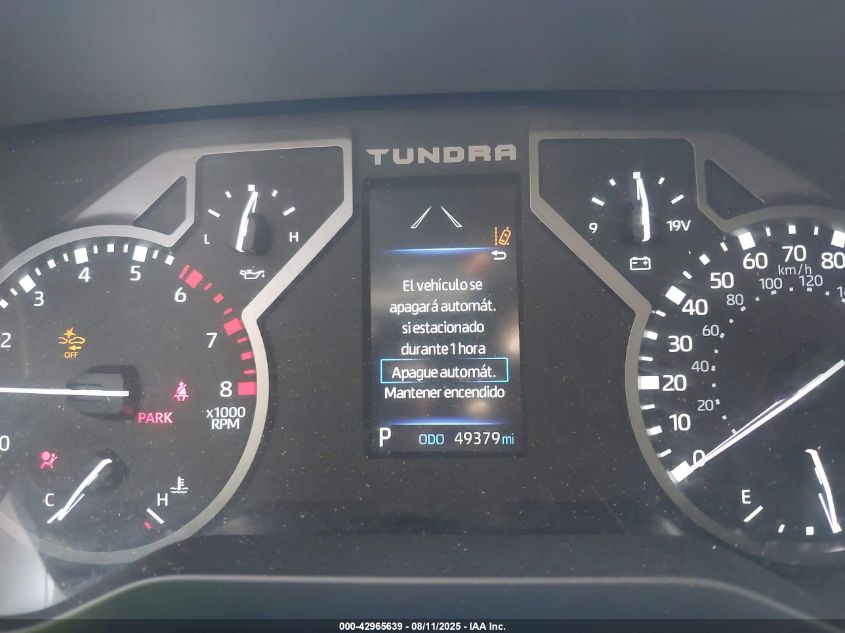 TUNDRA
L H
9 19V
El vehículo se
apagará automát.
si estacionado
durante 1 hora
Apague automát.
Mantener encendido
P ODO 49379 mi
0 2 3 4 5 6 7 8
x1000
RPM
OFF
PARK
C H
0 10 20 30 40 50 60 70 80
km/h
20 40 60 80 100 120
E
000-42965639 - 08/11/2025 - IAA Inc.